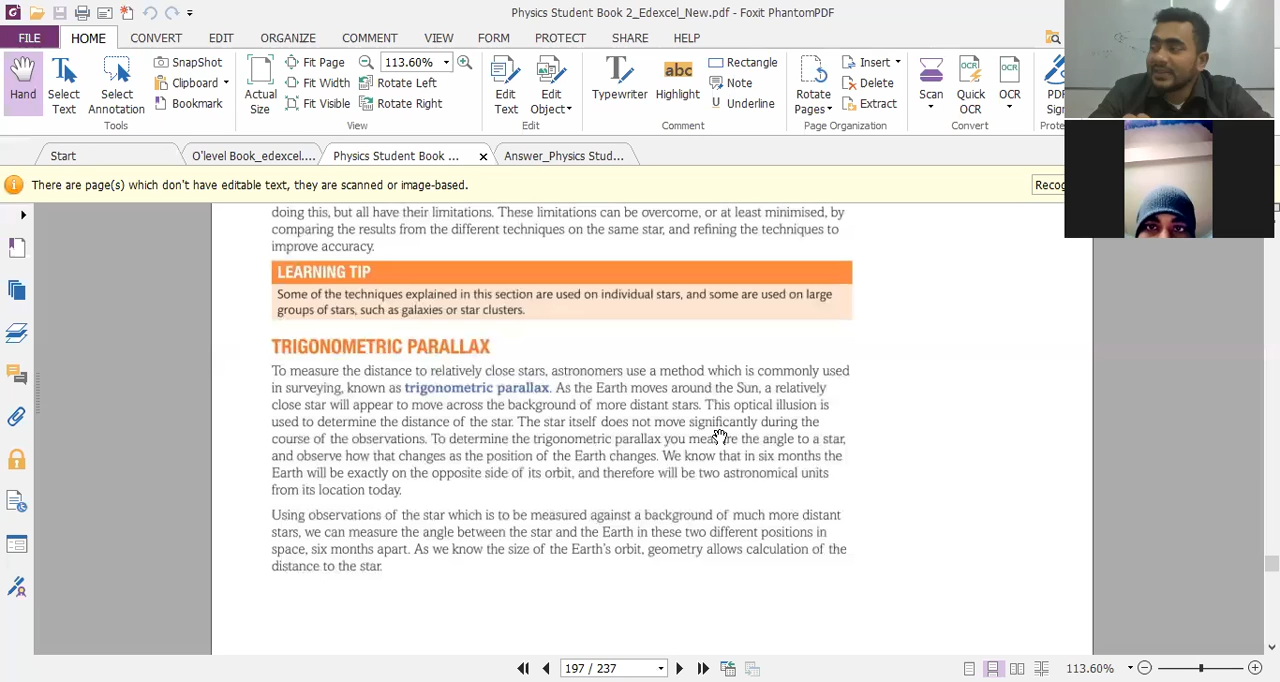 Physics Student Book 2_Edexcel_New.pdf - Foxit PhantomPDF
FILE HOME CONVERT EDIT ORGANIZE COMMENT VIEW FORM PROTECT SHARE HELP
SnapShot Fit Page 113.60% Rectangle Insert
Clipboard Fit Width Rotate Left Note Delete
Bookmark Fit Visible Rotate Right Underline Extract
Hand Select Text Select Annotation Actual Size Edit Text Edit Object Typewriter abc Highlight Rotate Pages Scan OCR Quick OCR OCR OCR PDF Sign
Tools View Edit Comment Page Organization Convert
Start O'level Book_edexcel.... Physics Student Book ... Answer_Physics Stud...
There are page(s) which don't have editable text, they are scanned or image-based.
doing this, but all have their limitations. These limitations can be overcome, or at least minimised, by
comparing the results from the different techniques on the same star, and refining the techniques to
improve accuracy.
LEARNING TIP
Some of the techniques explained in this section are used on individual stars, and some are used on large
groups of stars, such as galaxies or star clusters.
TRIGONOMETRIC PARALLAX
To measure the distance to relatively close stars, astronomers use a method which is commonly used
in surveying, known as trigonometric parallax. As the Earth moves around the Sun, a relatively
close star will appear to move across the background of more distant stars. This optical illusion is
used to determine the distance of the star. The star itself does not move significantly during the
course of the observations. To determine the trigonometric parallax you measure the angle to a star,
and observe how that changes as the position of the Earth changes. We know that in six months the
Earth will be exactly on the opposite side of its orbit, and therefore will be two astronomical units
from its location today.
Using observations of the star which is to be measured against a background of much more distant
stars, we can measure the angle between the star and the Earth in these two different positions in
space, six months apart. As we know the size of the Earth's orbit, geometry allows calculation of the
distance to the star.
197 / 237 113.60%